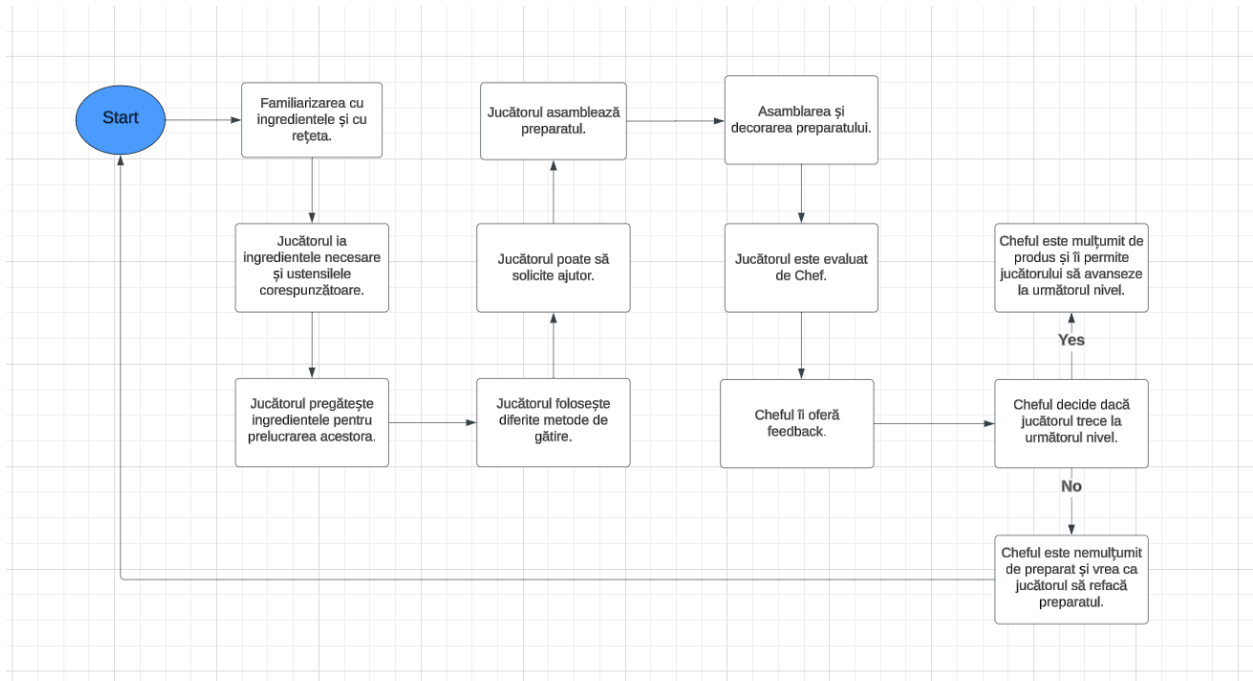 Start
Familiarizarea cu
ingredientele și cu
rețeta.
Jucătorul ia
ingredientele necesare
și ustensilele
corespunzătoare.
Jucătorul pregătește
ingredientele pentru
prelucrarea acestora.
Jucătorul folosește
diferite metode de
gătire.
Jucătorul poate să
solicite ajutor.
Jucătorul asamblează
preparatul.
Asamblarea și
decorarea preparatului.
Jucătorul este evaluat
de Chef.
Cheful îi oferă
feedback.
Cheful decide dacă
jucătorul trece la
următorul nivel.
Yes
Cheful este mulțumit de
produs și îi permite
jucătorului să avanseze
la următorul nivel.
No
Cheful este nemulțumit
de preparat și vrea ca
jucătorul să refacă
preparatul.